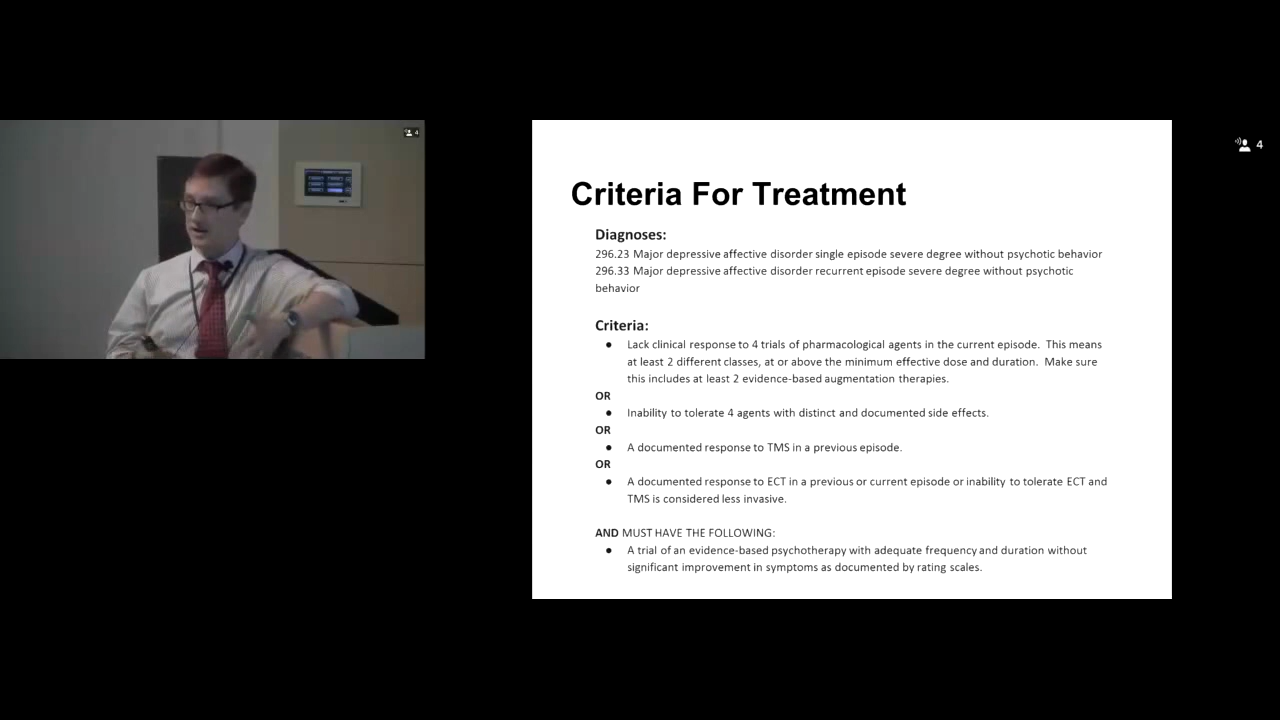 4
4
Criteria For Treatment
Diagnoses:
296.23 Major depressive affective disorder single episode severe degree without psychotic behavior
296.33 Major depressive affective disorder recurrent episode severe degree without psychotic
behavior
Criteria:
● Lack clinical response to 4 trials of pharmacological agents in the current episode. This means
at least 2 different classes, at or above the minimum effective dose and duration. Make sure
this includes at least 2 evidence-based augmentation therapies.
OR
● Inability to tolerate 4 agents with distinct and documented side effects.
OR
● A documented response to TMS in a previous episode.
OR
● A documented response to ECT in a previous or current episode or inability to tolerate ECT and
TMS is considered less invasive.
AND MUST HAVE THE FOLLOWING:
● A trial of an evidence-based psychotherapy with adequate frequency and duration without
significant improvement in symptoms as documented by rating scales.